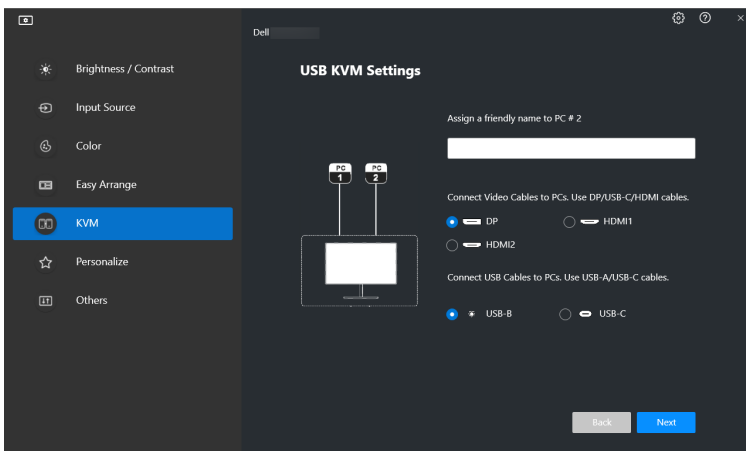 Dell
Brightness / Contrast
Input Source
Color
Easy Arrange
KVM
Personalize
Others
USB KVM Settings
PC
1
PC
2
Assign a friendly name to PC # 2
Connect Video Cables to PCs. Use DP/USB-C/HDMI cables.
DP
HDMI1
HDMI2
Connect USB Cables to PCs. Use USB-A/USB-C cables.
USB-B
USB-C
Back
Next